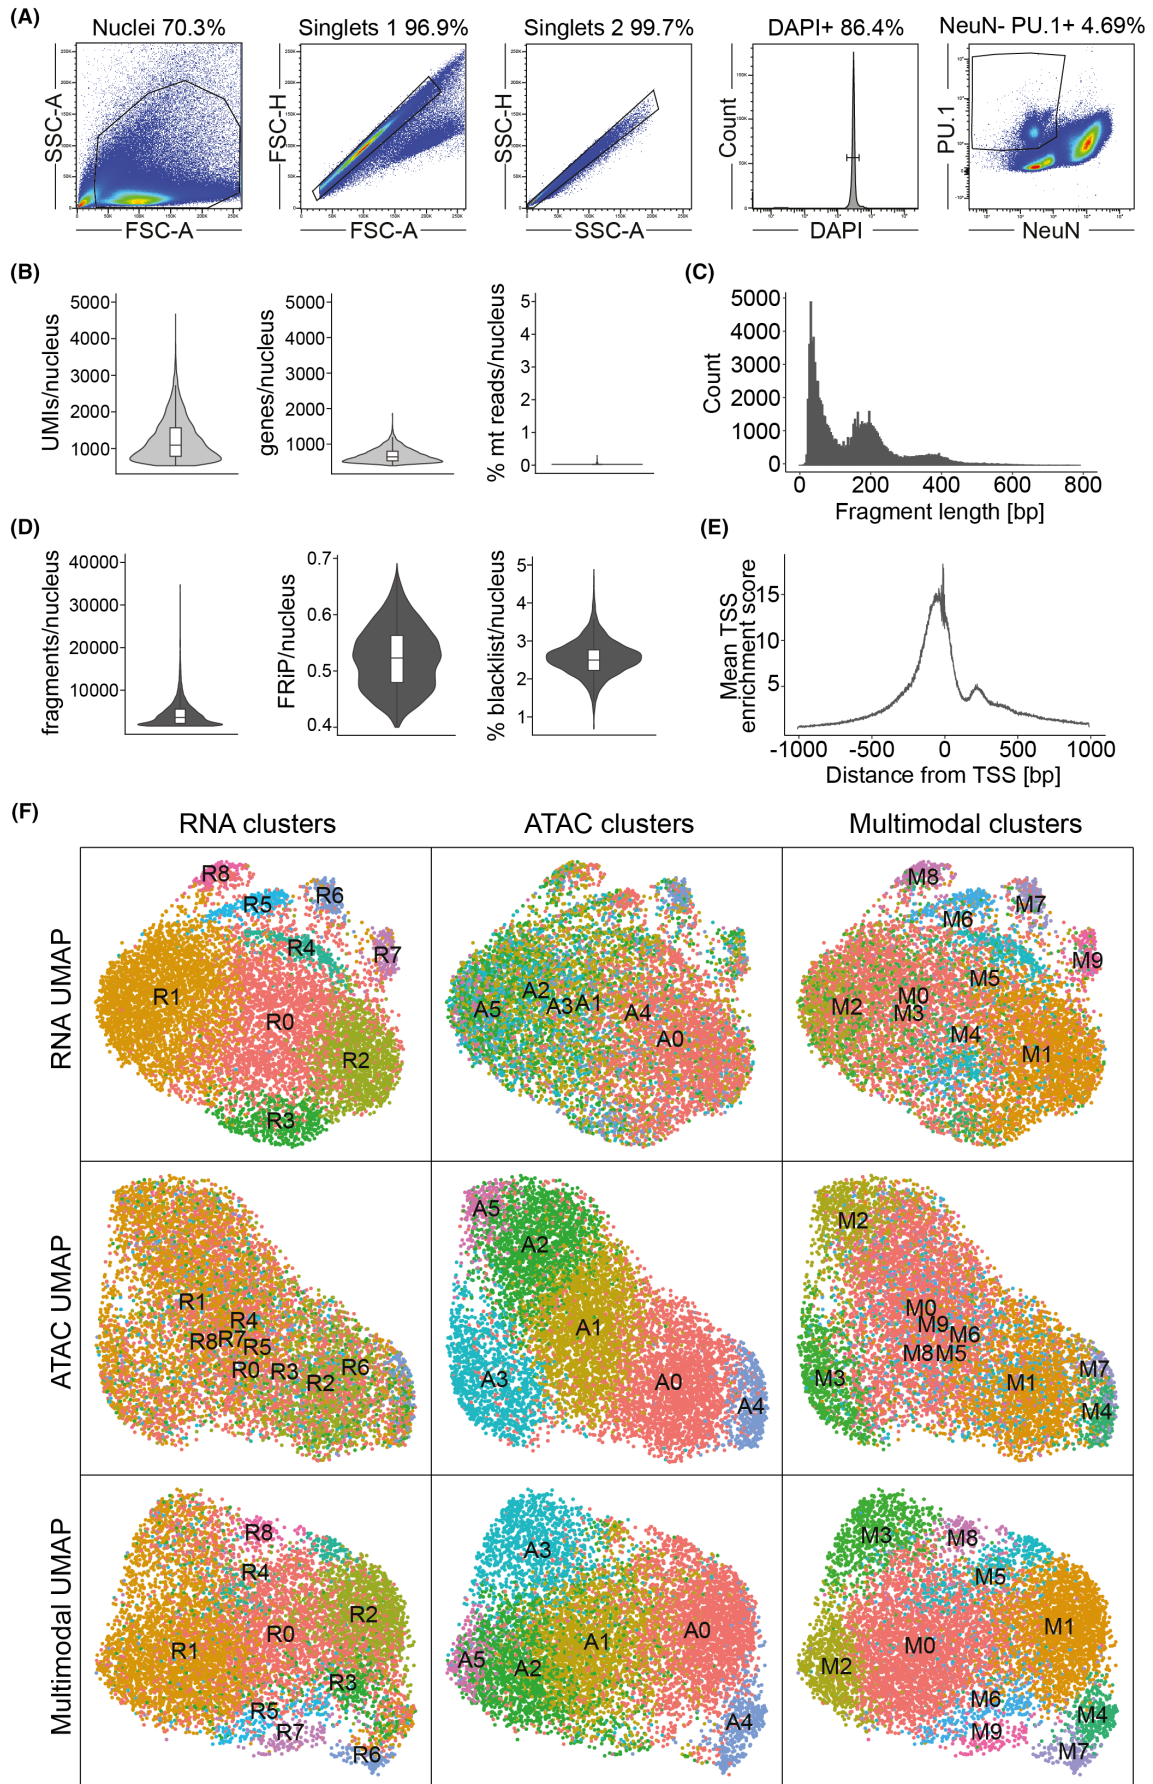 (A)
Nuclei 70.3%
Singlets 1 96.9%
Singlets 2 99.7%
DAPI+ 86.4%
NeuN- PU.1+ 4.69%
SSC-A
FSC-A
FSC-H
FSC-A
SSC-H
SSC-A
Count
DAPI
PU.1
NeuN
(B)
UMIs/nucleus
5000
4000
3000
2000
1000
genes/nucleus
5000
4000
3000
2000
1000
% mt reads/nucleus
5
4
3
2
1
0
(C)
Count
5000
4000
3000
2000
1000
0
0 200 400 600 800
Fragment length [bp]
(D)
fragments/nucleus
40000
30000
20000
10000
FRiP/nucleus
0.7
0.6
0.5
0.4
% blacklist/nucleus
5
4
3
2
1
(E)
Mean TSS
enrichment score
15
10
5
-1000 -500 0 500 1000
Distance from TSS [bp]
(F)
RNA clusters
ATAC clusters
Multimodal clusters
RNA UMAP
R8
R5
R6
R4
R7
R1
R0
R2
R3
A5
A2
A3
A1
A4
A0
M8
M6
M7
M9
M5
M2
M0
M3
M4
M1
ATAC UMAP
R1
R4
R8
R7
R5
R0
R3
R2
R6
A5
A2
A1
A3
A0
A4
M2
M0
M9
M6
M8
M5
M3
M1
M7
M4
Multimodal UMAP
R8
R4
R2
R0
R1
R3
R5
R7
R6
A3
A0
A1
A5
A2
A4
M3
M8
M5
M1
M0
M2
M6
M4
M9
M7